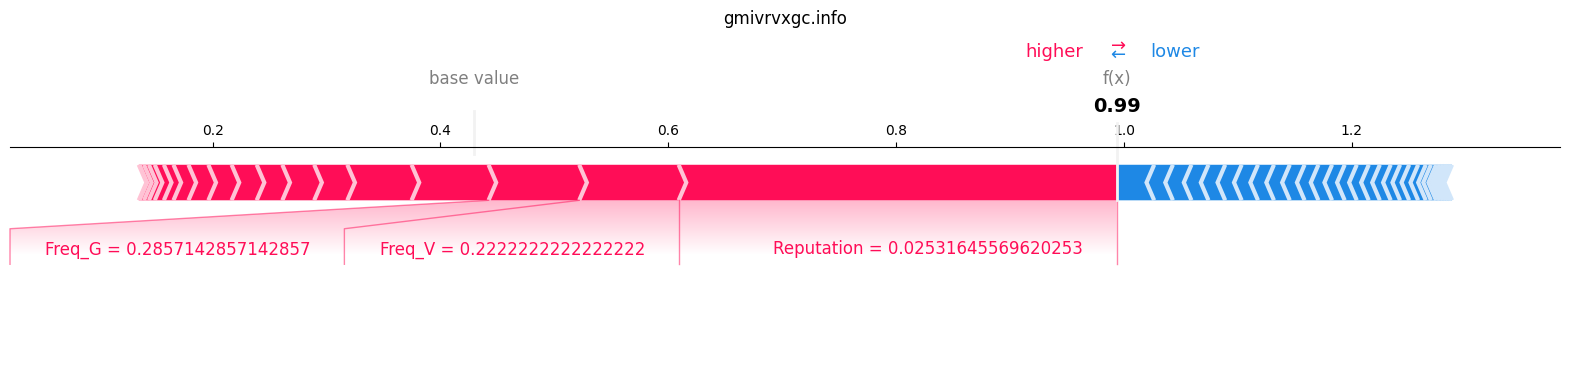 gmivrvxgc.info
higher ⇄ lower
base value f(x)
0.99
0.2 0.4 0.6 0.8 1.0 1.2
Freq_G = 0.2857142857142857 Freq_V = 0.2222222222222222 Reputation = 0.02531645569620253